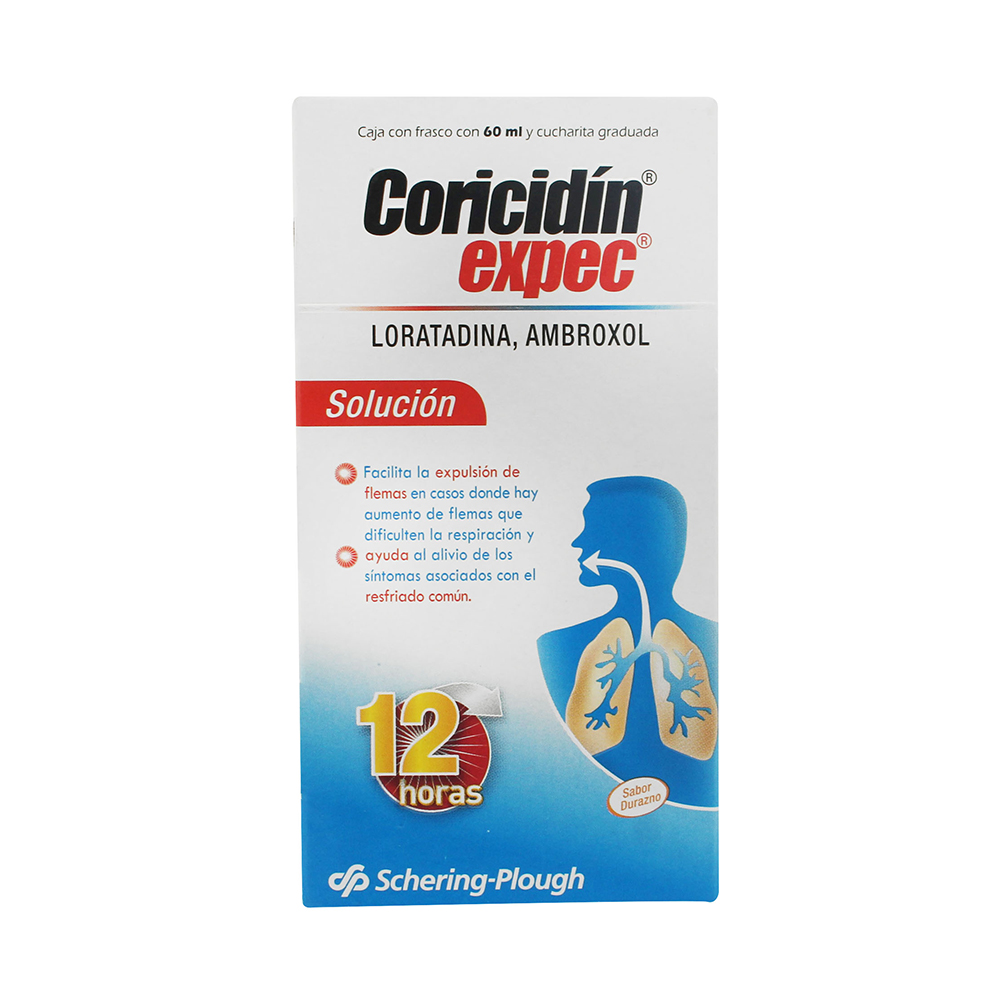 Caja con frasco con 60 ml y cucharita graduada
Coricidín®
expec®
LORATADINA, AMBROXOL
Solución
Facilita la expulsión de
flemas en casos donde hay
aumento de flemas que
dificulten la respiración y
ayuda al alivio de los
síntomas asociados con el
resfriado común.
12
horas
Sabor
Durazno
Schering-Plough